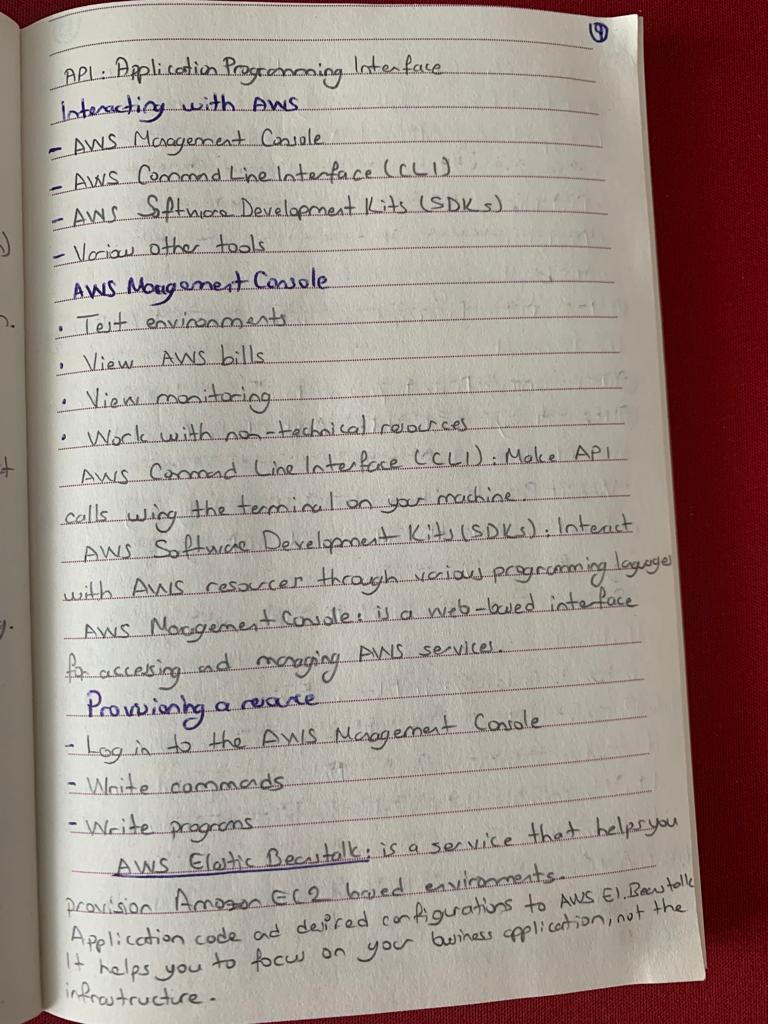 19
API: Application Programming Interface
Interacting with AWS
- AWS Management Console
- AWS Command Line Interface (CLI)
- AWS Software Development Kits (SDKs)
- Various other tools
AWS Management Console
• Test environments
• View AWS bills
• View monitoring
• Work with non-technical resources
AWS Command Line Interface (CLI): Make API
calls using the terminal on your machine.
AWS Software Development Kits (SDKs): Interact
with AWS resources through various programming laguages
AWS Management Console: is a web-based interface
for accessing and managing AWS services.
Provisioning a resource
- Log in to the AWS Management Console
- Write commands
- Write programs
AWS Elastic Beanstalk: is a service that helps you
provision Amazon EC2 based environments.
Application code and desired configurations to AWS El. Beanstalk
It helps you to focus on your business application, not the
infrastructure.